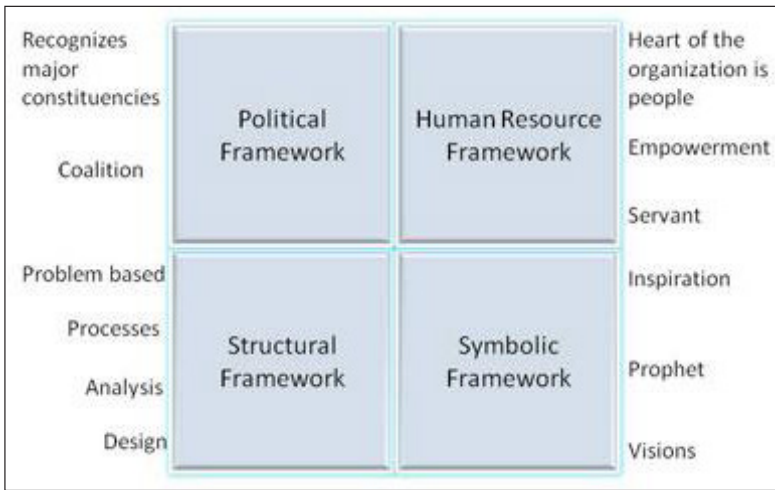 Recognizes
major
constituencies
Coalition
Political
Framework
Human Resource
Framework
Heart of the
organization is
people
Empowerment
Servant
Problem based
Processes
Analysis
Design
Structural
Framework
Symbolic
Framework
Inspiration
Prophet
Visions